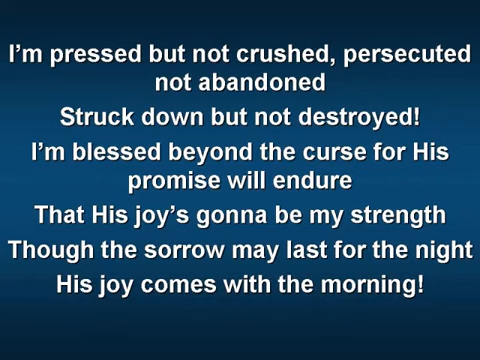 I’m pressed but not crushed, persecuted
not abandoned
Struck down but not destroyed!
I’m blessed beyond the curse for His
promise will endure
That His joy’s gonna be my strength
Though the sorrow may last for the night
His joy comes with the morning!